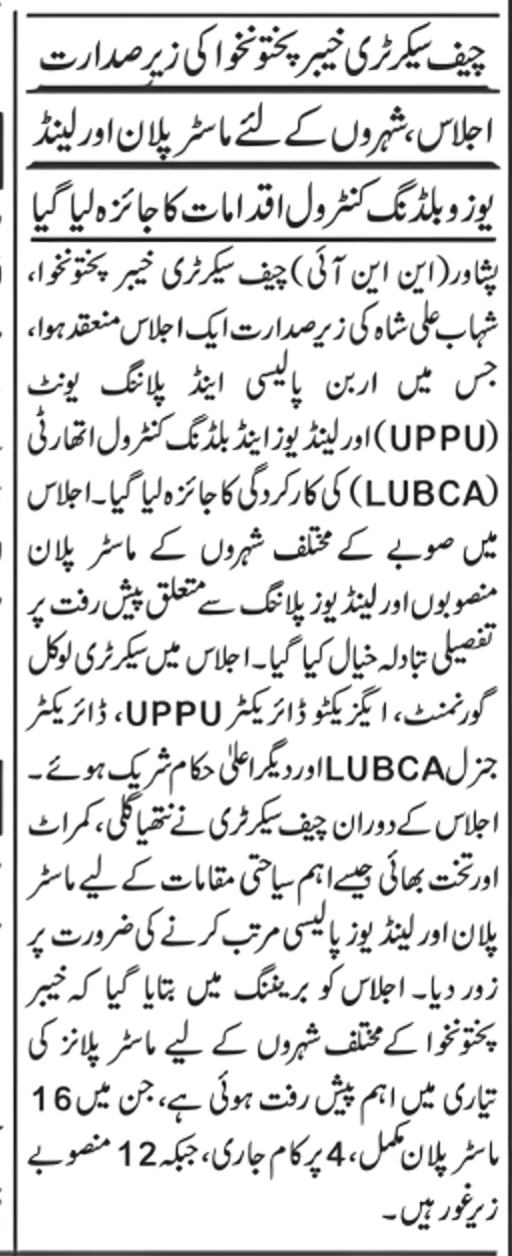 چیف سیکرٹری خیبر پختونخوا کی زیر صدارت
اجلاس، شہروں کے لئے ماسٹر پلان اور لینڈ
یوز و بلڈنگ کنٹرول اقدامات کا جائزہ لیا گیا
پشاور (این این آئی) چیف سیکرٹری خیبر پختونخوا،
شہاب علی شاہ کی زیر صدارت ایک اجلاس منعقد ہوا،
جس میں اربن پالیسی اینڈ پلاننگ یونٹ
(UPPU) اور لینڈ یوز اینڈ بلڈنگ کنٹرول اتھارٹی
(LUBCA) کی کارکردگی کا جائزہ لیا گیا۔ اجلاس
میں صوبے کے مختلف شہروں کے ماسٹر پلان
منصوبوں اور لینڈ یوز پلاننگ سے متعلق پیش رفت پر
تفصیلی تبادلہ خیال کیا گیا۔ اجلاس میں سیکرٹری لوکل
گورنمنٹ، ایگزیکٹو ڈائریکٹر UPPU، ڈائریکٹر
جنرل LUBCA اور دیگر اعلیٰ حکام شریک ہوئے۔
اجلاس کے دوران چیف سیکرٹری نے نتھیا گلی، کمراٹ
اور تخت بھائی جیسے اہم سیاحتی مقامات کے لیے ماسٹر
پلان اور لینڈ یوز پالیسی مرتب کرنے کی ضرورت پر
زور دیا۔ اجلاس کو بریفنگ میں بتایا گیا کہ خیبر
پختونخوا کے مختلف شہروں کے لیے ماسٹر پلانز کی
تیاری میں اہم پیش رفت ہوئی ہے، جن میں 16
ماسٹر پلان مکمل، 4 پر کام جاری، جبکہ 12 منصوبے
زیر غور ہیں۔